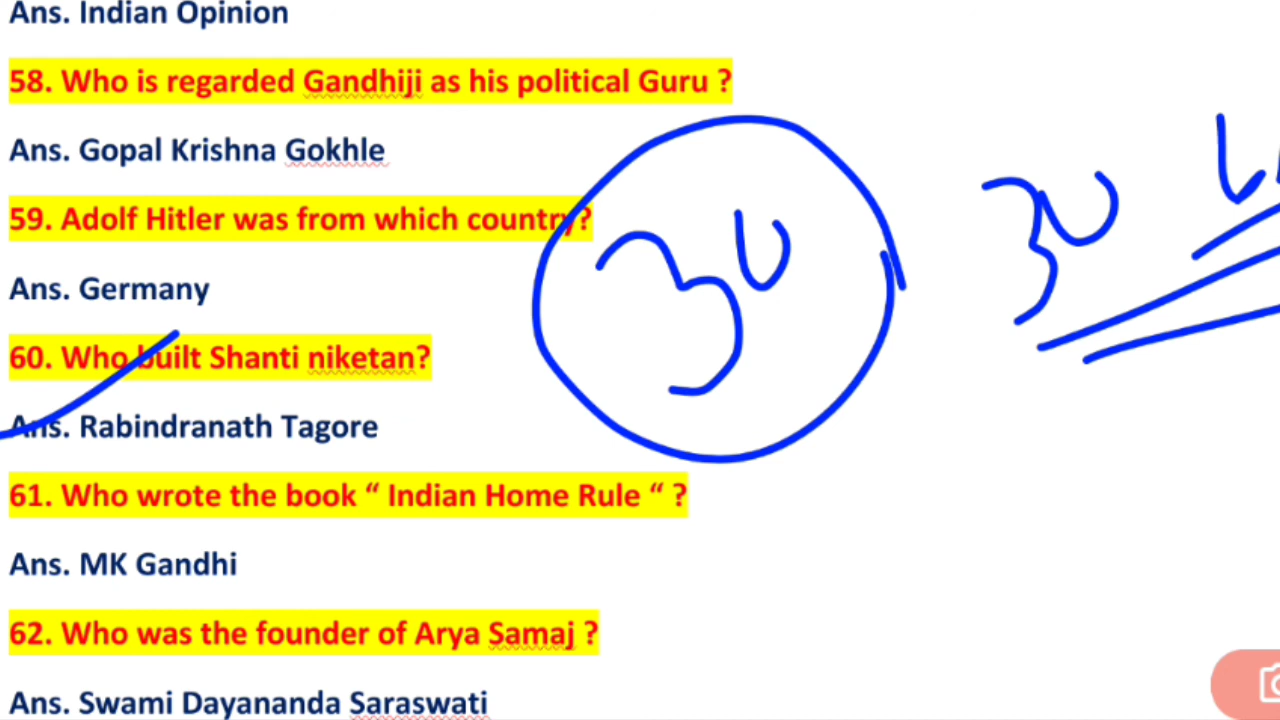 Ans. Indian Opinion
58. Who is regarded Gandhiji as his political Guru ?
Ans. Gopal Krishna Gokhle
59. Adolf Hitler was from which country?
Ans. Germany
60. Who built Shanti niketan?
Ans. Rabindranath Tagore
61. Who wrote the book “ Indian Home Rule “ ?
Ans. MK Gandhi
62. Who was the founder of Arya Samaj ?
Ans. Swami Dayananda Saraswati
30
30